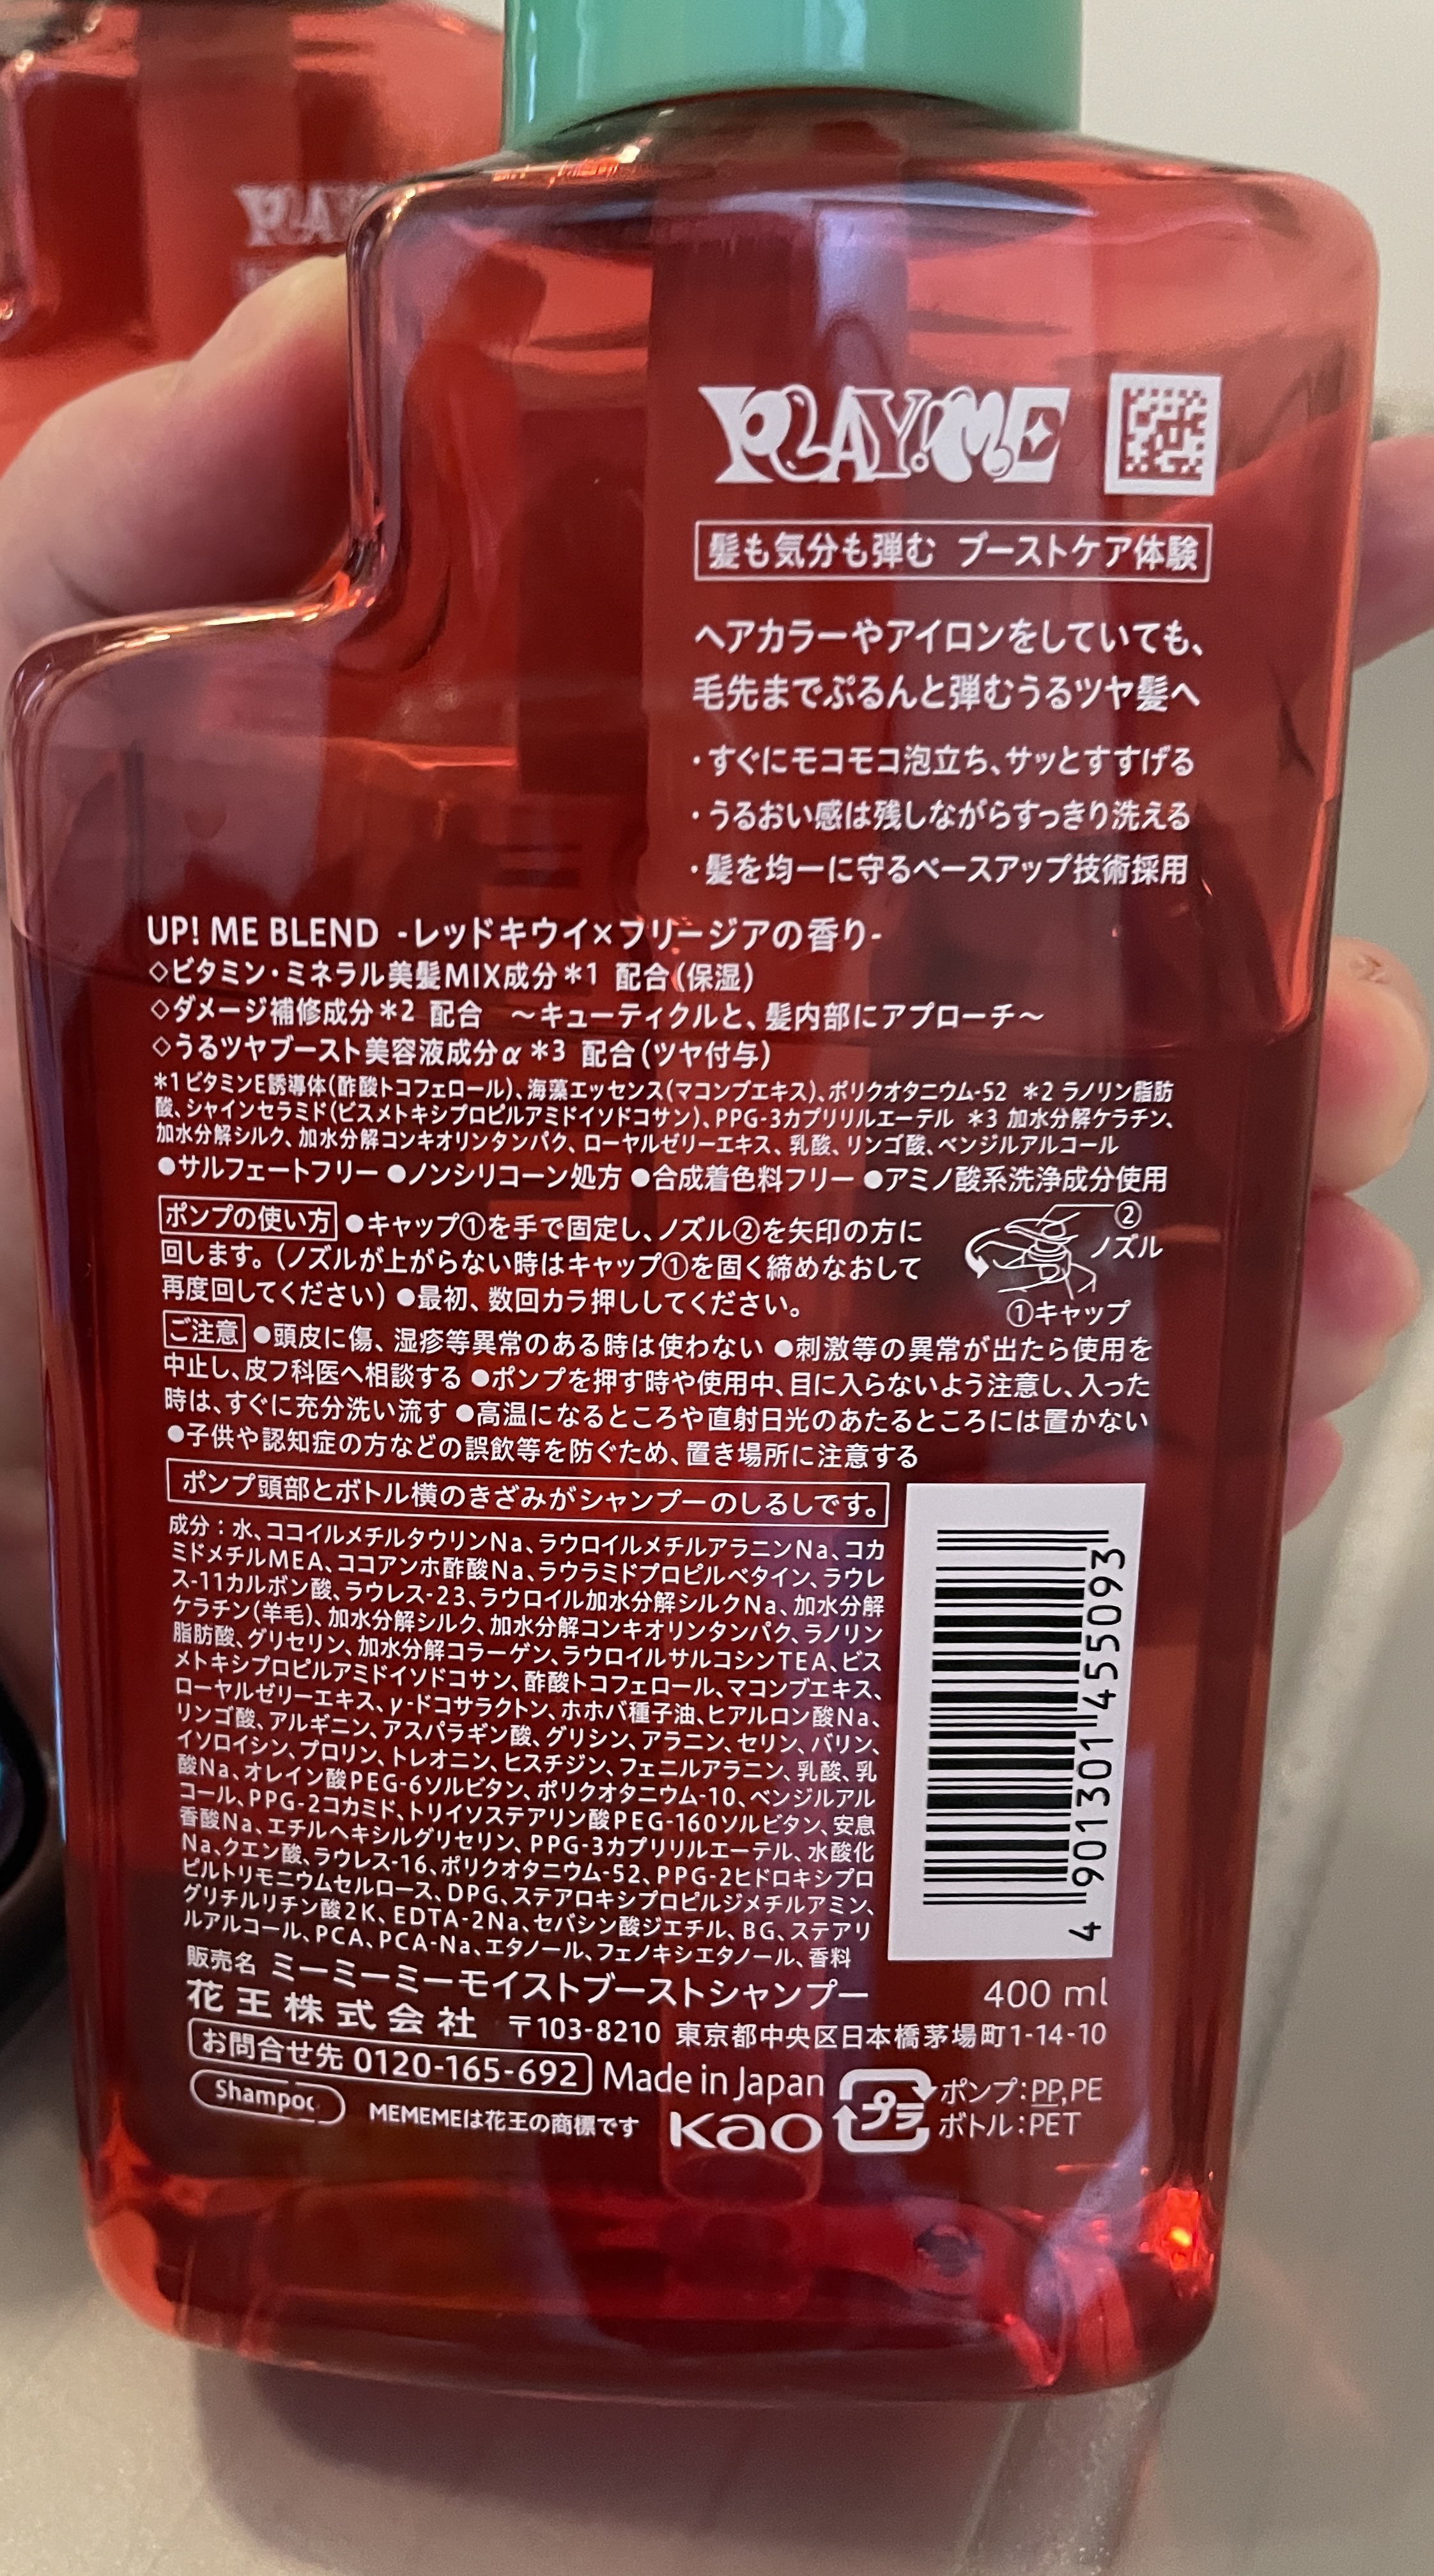 PLAY! ME
髪も気分も弾む ブーストケア体験
ヘアカラーやアイロンをしていても、
毛先までぷるんと弾むうるツヤ髪へ
・すぐにモコモコ泡立ち、サッとすすげる
・うるおい感は残しながらすっきり洗える
・髪を均一に守るベースアップ技術採用
UP! ME BLEND -レッドキウイ×フリージアの香り-
◇ビタミン・ミネラル美髪MIX成分*1 配合(保湿)
◇ダメージ補修成分*2 配合 ～キューティクルと、髪内部にアプローチ～
◇うるツヤブースト美容液成分α *3 配合(ツヤ付与)
*1 ビタミンE誘導体(酢酸トコフェロール)、海藻エッセンス(マコンブエキス)、ポリクオタニウム-52 *2 ラノリン脂肪
酸、シャインセラミド(ビスメトキシプロピルアミドイソドコサン)、PPG-3カプリリルエーテル *3 加水分解ケラチン、
加水分解シルク、加水分解コンキオリンタンパク、ローヤルゼリーエキス、乳酸、リンゴ酸、ベンジルアルコール
●サルフェートフリー ●ノンシリコーン処方 ●合成着色料フリー ●アミノ酸系洗浄成分使用
ポンプの使い方 ●キャップ①を手で固定し、ノズル②を矢印の方に
回します。(ノズルが上がらない時はキャップ①を固く締めなおして
再度回してください) ●最初、数回カラ押ししてください。
②
ノズル
①キャップ
ご注意 ●頭皮に傷、湿疹等異常のある時は使わない ●刺激等の異常が出たら使用を
中止し、皮フ科医へ相談する ●ポンプを押す時や使用中、目に入らないよう注意し、入った
時は、すぐに充分洗い流す ●高温になるところや直射日光のあたるところには置かない
●子供や認知症の方などの誤飲等を防ぐため、置き場所に注意する
ポンプ頭部とボトル横のきざみがシャンプーのしるしです。
成分：水、ココイルメチルタウリンNa、ラウロイルメチルアラニンNa、コカ
ミドメチルMEA、ココアンホ酢酸Na、ラウラミドプロピルベタイン、ラウレ
ス-11カルボン酸、ラウレス-23、ラウロイル加水分解シルクNa、加水分解
ケラチン(羊毛)、加水分解シルク、加水分解コンキオリンタンパク、ラノリン
脂肪酸、グリセリン、加水分解コラーゲン、ラウロイルサルコシンTEA、ビス
メトキシプロピルアミドイソドコサン、酢酸トコフェロール、マコンブエキス、
ローヤルゼリーエキス、γ-ドコサラクトン、ホホバ種子油、ヒアルロン酸Na、
リンゴ酸、アルギニン、アスパラギン酸、グリシン、アラニン、セリン、バリン、
イソロイシン、プロリン、トレオニン、ヒスチジン、フェニルアラニン、乳酸、乳
酸Na、オレイン酸PEG-6ソルビタン、ポリクオタニウム-10、ベンジルアル
コール、PPG-2コカミド、トリイソステアリン酸PEG-160ソルビタン、安息
香酸Na、エチルヘキシルグリセリン、PPG-3カプリリルエーテル、水酸化
Na、クエン酸、ラウレス-16、ポリクオタニウム-52、PPG-2ヒドロキシプロ
ピルトリモニウムセルロース、DPG、ステアロキシプロピルジメチルアミン、
グリチルリチン酸2K、EDTA-2Na、セバシン酸ジエチル、BG、ステアリ
ルアルコール、PCA、PCA-Na、エタノール、フェノキシエタノール、香料
4 901301 455093
販売名 ミーミーミーモイストブーストシャンプー 400 ml
花王株式会社 〒103-8210 東京都中央区日本橋茅場町1-14-10
お問合せ先 0120-165-692 Made in Japan
Shampoo MEMEMEは花王の商標です Kao プラ
ポンプ：PP,PE
ボトル：PET